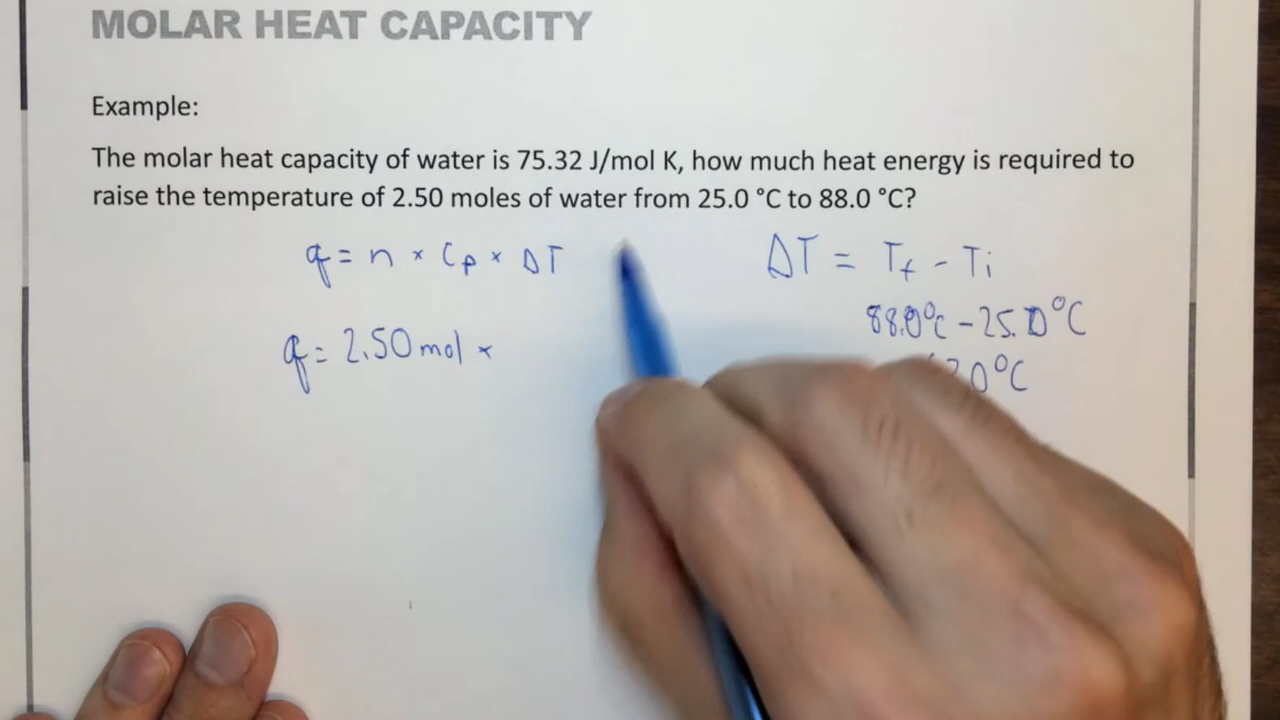 MOLAR HEAT CAPACITY
Example:
The molar heat capacity of water is 75.32 J/mol K, how much heat energy is required to
raise the temperature of 2.50 moles of water from 25.0 °C to 88.0 °C?
q = n × Cp × ΔT
ΔT = Tf - Ti
88.0°C - 25.0°C
q = 2.50 mol ×